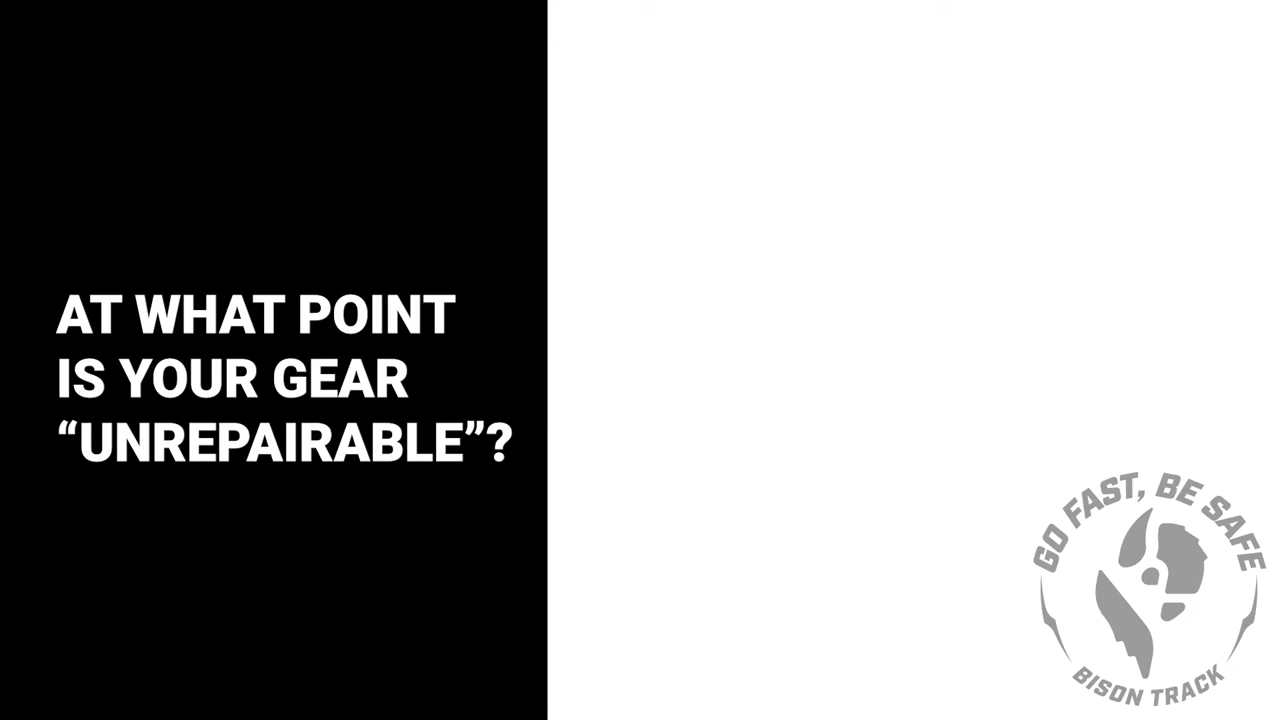 AT WHAT POINT
IS YOUR GEAR
“UNREPAIRABLE”?
GO FAST, BE SAFE
BISON TRACK